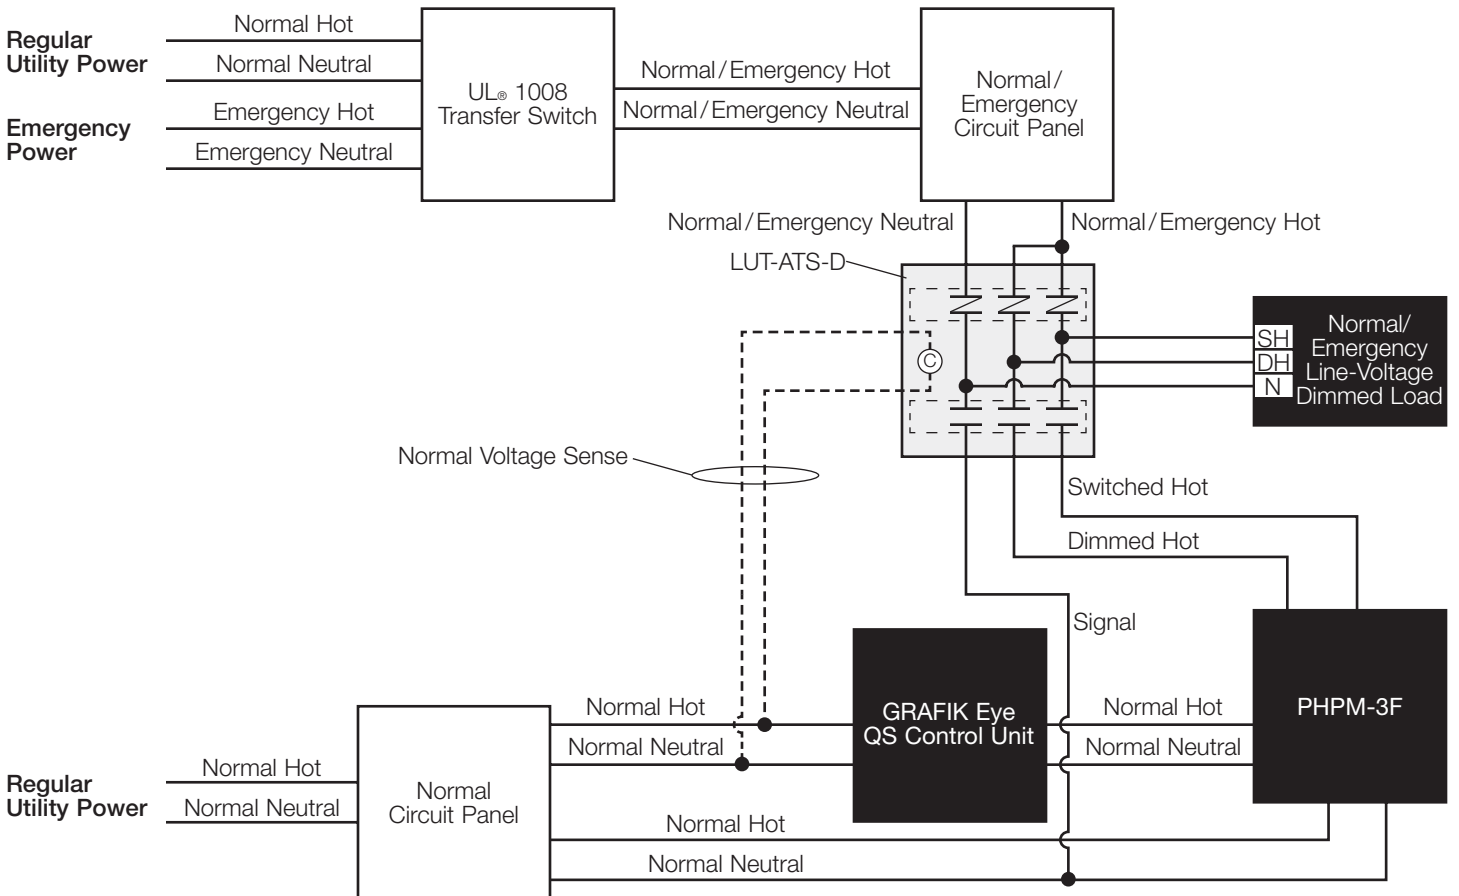 Regular
Utility Power
Normal Hot
Normal Neutral
Emergency
Power
Emergency Hot
Emergency Neutral
UL® 1008
Transfer Switch
Normal/Emergency Hot
Normal/Emergency Neutral
Normal/
Emergency
Circuit Panel
Normal/Emergency Neutral
Normal/Emergency Hot
LUT-ATS-D
C
SH
DH
N
Normal/
Emergency
Line-Voltage
Dimmed Load
Normal Voltage Sense
Switched Hot
Dimmed Hot
Signal
Normal Hot
Normal Neutral
GRAFIK Eye
QS Control Unit
Normal Hot
Normal Neutral
PHPM-3F
Regular
Utility Power
Normal Hot
Normal Neutral
Normal
Circuit Panel
Normal Hot
Normal Neutral